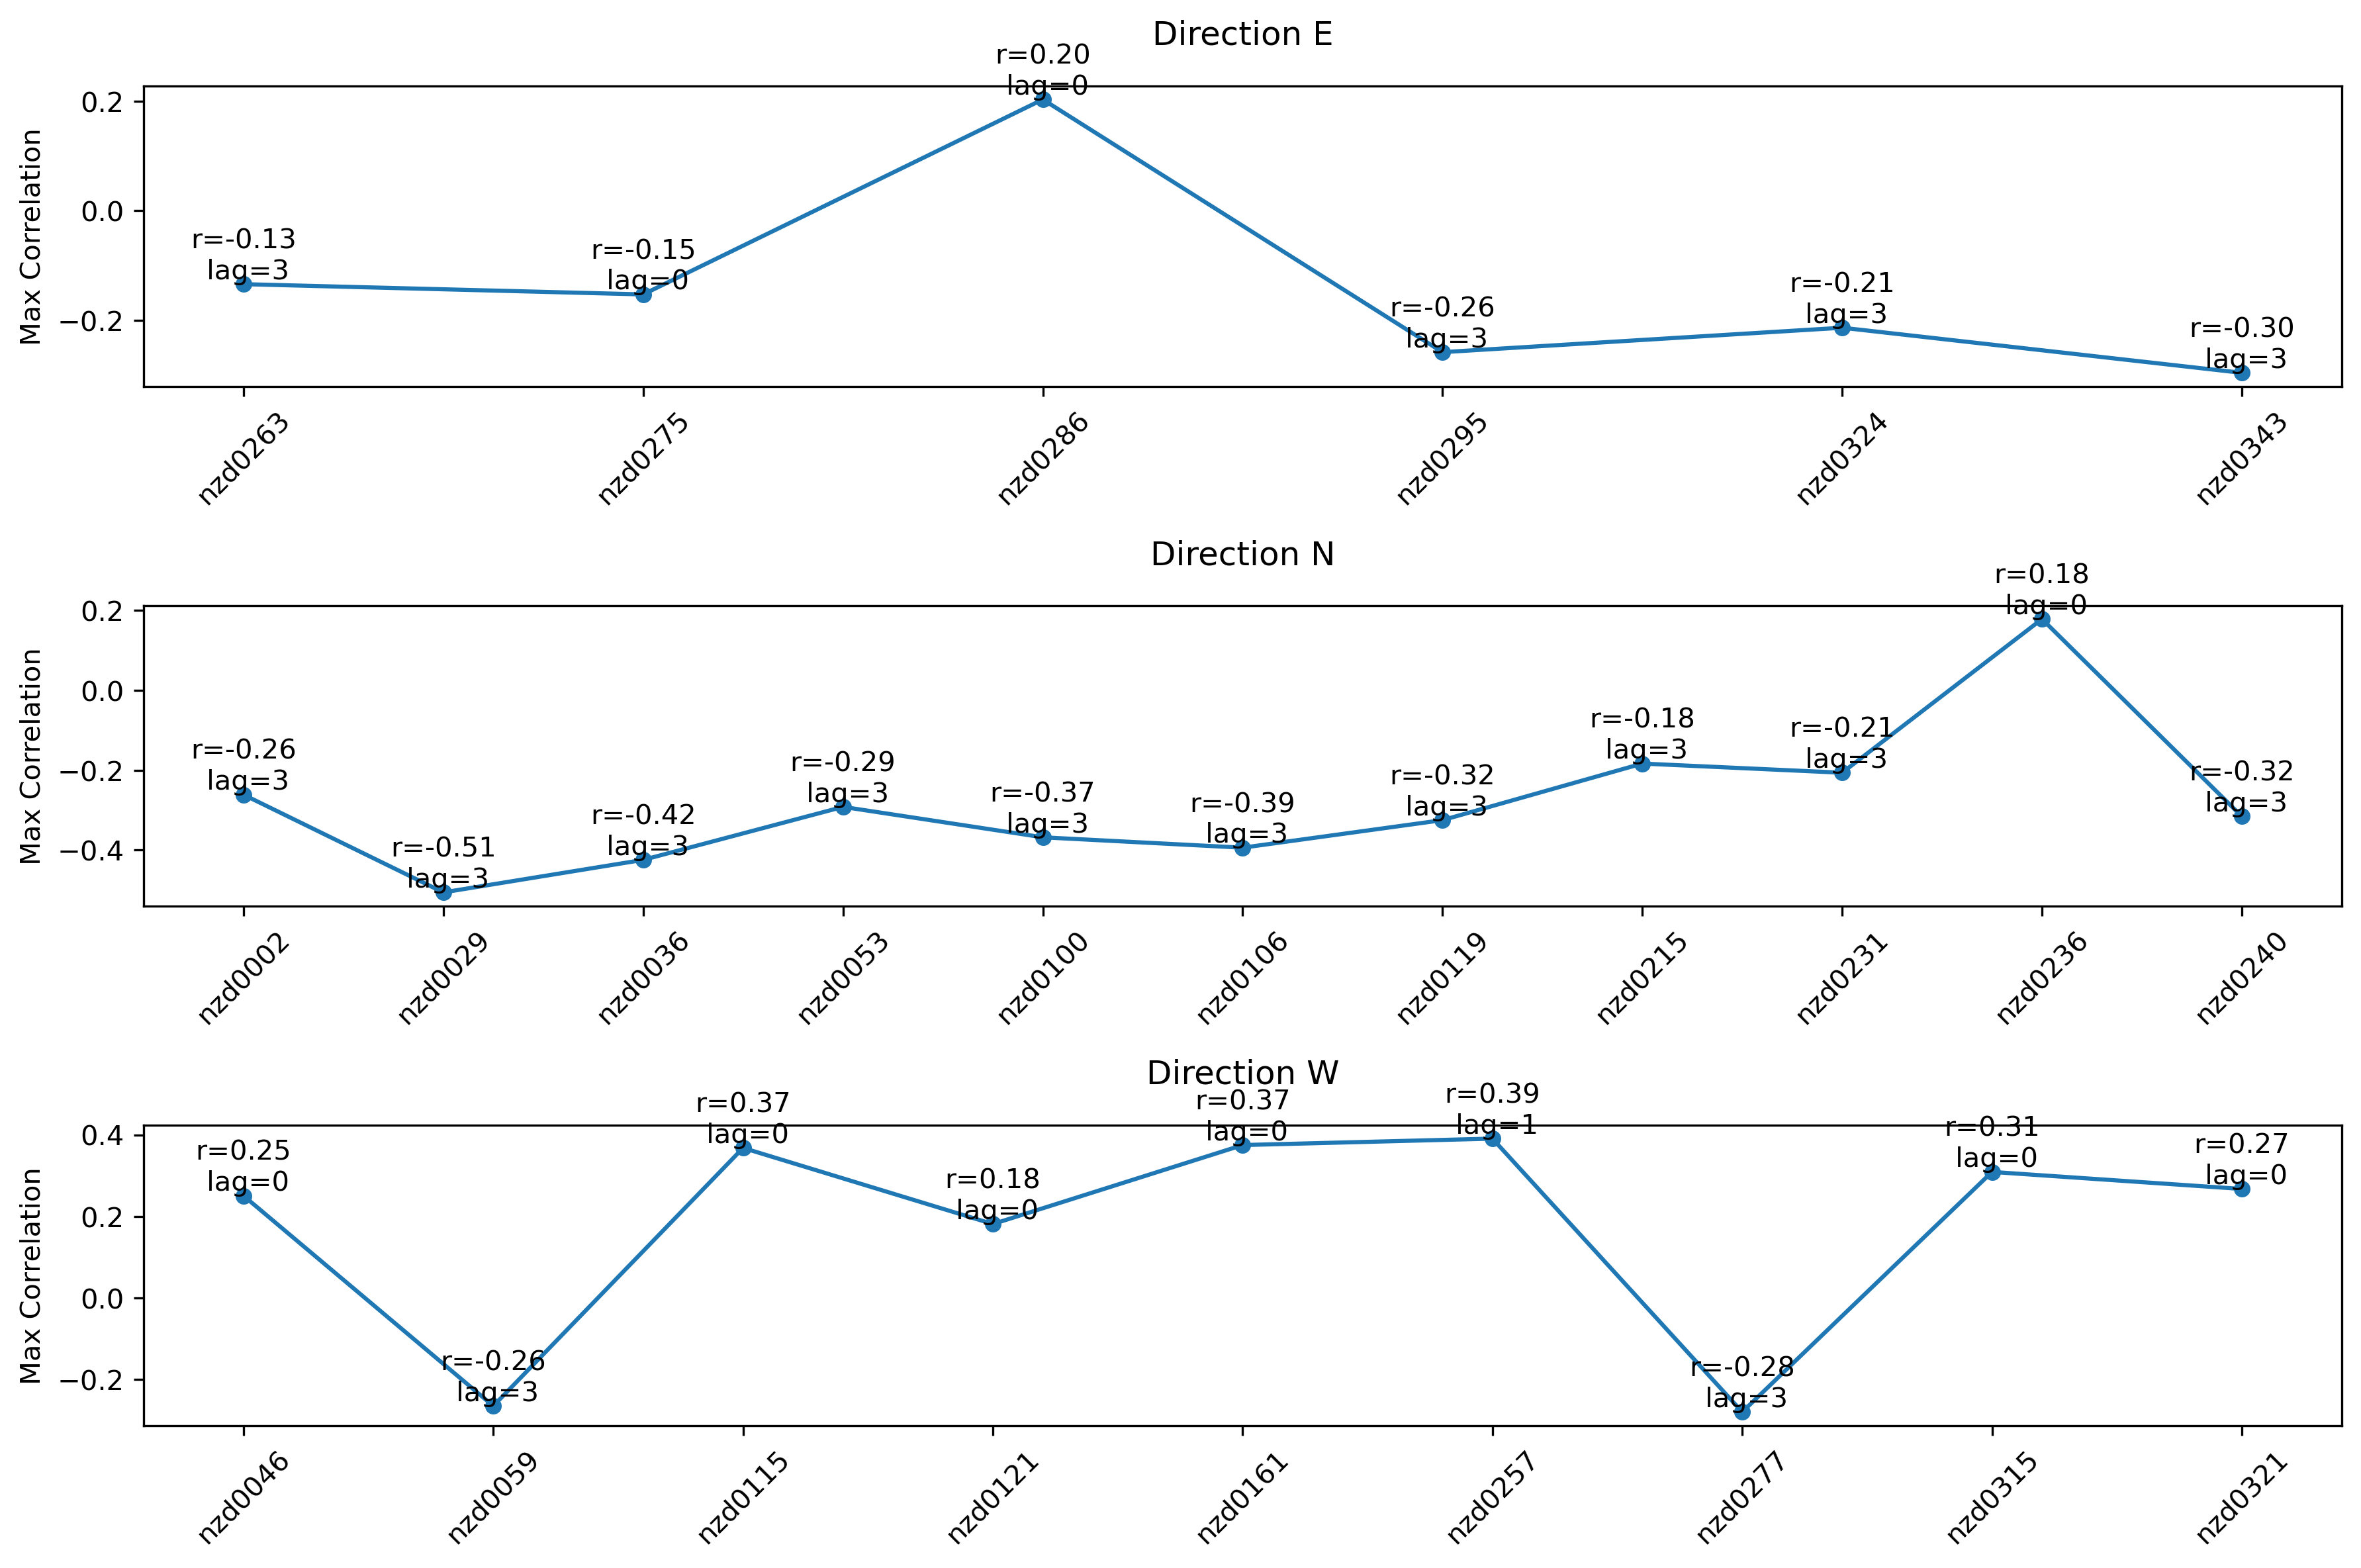 Direction E
Max Correlation
0.2
0.0
−0.2
r=-0.13
lag=3
r=-0.15
lag=0
r=0.20
lag=0
r=-0.26
lag=3
r=-0.21
lag=3
r=-0.30
lag=3
nzd0263
nzd0275
nzd0286
nzd0295
nzd0324
nzd0343
Direction N
Max Correlation
0.2
0.0
−0.2
−0.4
r=-0.26
lag=3
r=-0.51
lag=3
r=-0.42
lag=3
r=-0.29
lag=3
r=-0.37
lag=3
r=-0.39
lag=3
r=-0.32
lag=3
r=-0.18
lag=3
r=-0.21
lag=3
r=0.18
lag=0
r=-0.32
lag=3
nzd0002
nzd0029
nzd0036
nzd0053
nzd0100
nzd0106
nzd0119
nzd0215
nzd0231
nzd0236
nzd0240
Direction W
Max Correlation
0.4
0.2
0.0
−0.2
r=0.25
lag=0
r=-0.26
lag=3
r=0.37
lag=0
r=0.18
lag=0
r=0.37
lag=0
r=0.39
lag=1
r=-0.28
lag=3
r=0.31
lag=0
r=0.27
lag=0
nzd0046
nzd0059
nzd0115
nzd0121
nzd0161
nzd0257
nzd0277
nzd0315
nzd0321